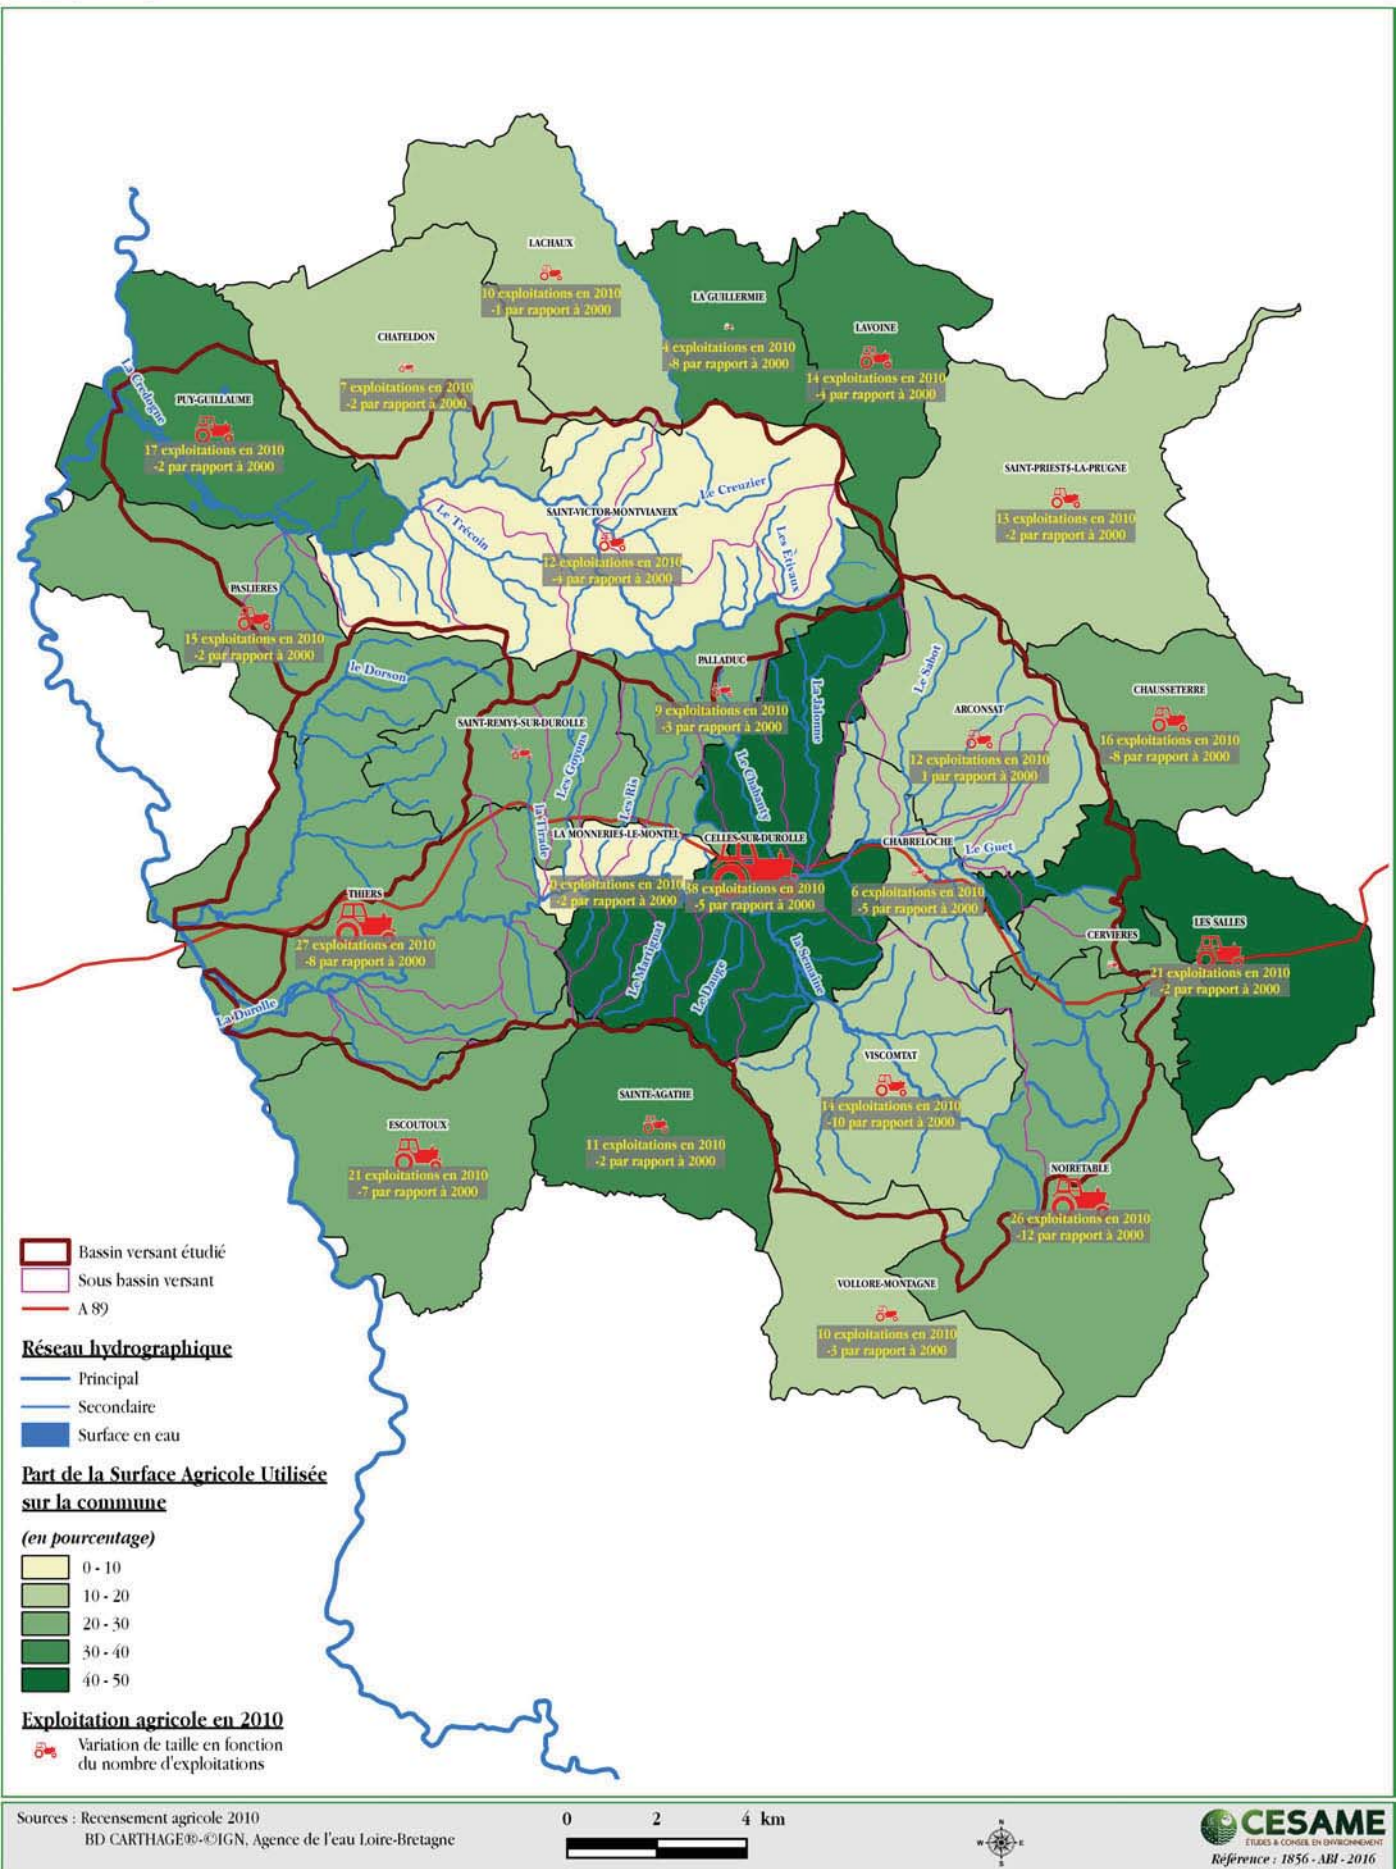 LACHAUX
10 exploitations en 2010
-1 par rapport à 2000
LA GUILLERMIE
4 exploitations en 2010
-8 par rapport à 2000
LAVOINE
14 exploitations en 2010
-4 par rapport à 2000
CHATELDON
7 exploitations en 2010
-2 par rapport à 2000
La Credogne
PUY-GUILLAUME
17 exploitations en 2010
-2 par rapport à 2000
SAINT-PRIEST$-LA-PRUGNE
13 exploitations en 2010
-2 par rapport à 2000
Le Creuzier
Le Trécoin
SAINT-VICTOR-MONTVIANEIX
12 exploitations en 2010
-4 par rapport à 2000
Les Étivaux
PASLIERES
15 exploitations en 2010
-2 par rapport à 2000
le Dorson
PALLADUC
9 exploitations en 2010
-3 par rapport à 2000
La Jalonne
Le Sabot
CHAUSSETERRE
16 exploitations en 2010
-8 par rapport à 2000
ARCONSAT
12 exploitations en 2010
1 par rapport à 2000
SAINT-REMY$-SUR-DUROLLE
Les Goyons
Les Ris
la Tirade
Le Chabanty
LA MONNERIE$-LE-MONTEL
0 exploitations en 2010
-2 par rapport à 2000
CELLES-SUR-DUROLLE
38 exploitations en 2010
-5 par rapport à 2000
CHABRELOCHE
6 exploitations en 2010
-5 par rapport à 2000
Le Guet
THIERS
27 exploitations en 2010
-8 par rapport à 2000
CERVIERES
LES SALLES
21 exploitations en 2010
-2 par rapport à 2000
Le Martignat
Le Dauge
la Semaine
La Durolle
VISCOMTAT
14 exploitations en 2010
-10 par rapport à 2000
SAINTE-AGATHE
11 exploitations en 2010
-2 par rapport à 2000
ESCOUTOUX
21 exploitations en 2010
-7 par rapport à 2000
NOIRETABLE
26 exploitations en 2010
-12 par rapport à 2000
VOLLORE-MONTAGNE
10 exploitations en 2010
-3 par rapport à 2000
Bassin versant étudié
Sous bassin versant
A 89
Réseau hydrographique
Principal
Secondaire
Surface en eau
Part de la Surface Agricole Utilisée
sur la commune
(en pourcentage)
0 - 10
10 - 20
20 - 30
30 - 40
40 - 50
Exploitation agricole en 2010
Variation de taille en fonction
du nombre d'exploitations
Sources : Recensement agricole 2010
BD CARTHAGE®-©IGN, Agence de l'eau Loire-Bretagne
0 2 4 km
N
W E
S
CESAME
ÉTUDES & CONSEIL EN ENVIRONNEMENT
Référence : 1856 - ABI - 2016